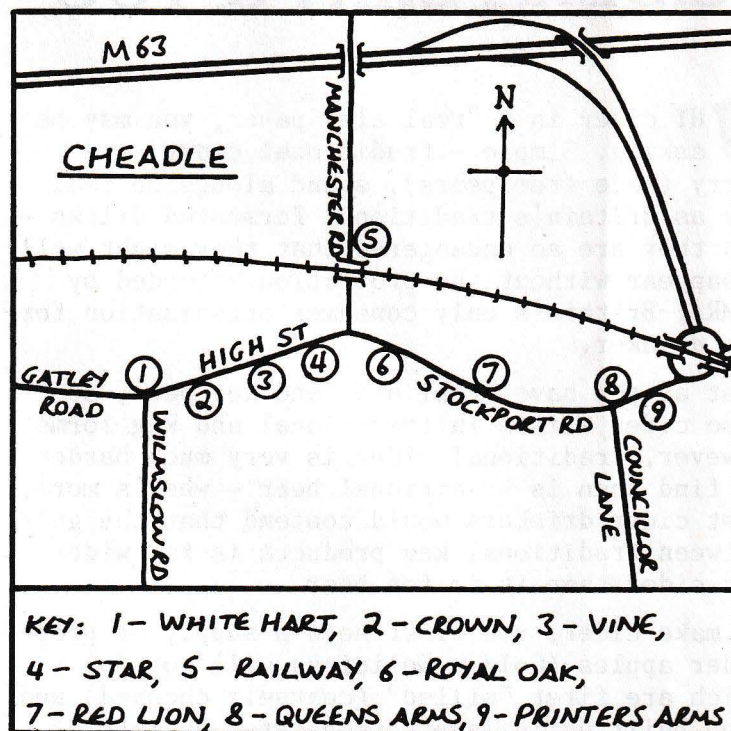 M63
MANCHESTER RD
N
CHEADLE
5
1
HIGH ST
2
3
4
6
7
8
9
GATLEY
ROAD
STOCKPORT RD
WILMSLOW RD
COUNCILLOR
LANE
KEY: 1 - WHITE HART, 2 - CROWN, 3 - VINE,
4 - STAR, 5 - RAILWAY, 6 - ROYAL OAK,
7 - RED LION, 8 - QUEENS ARMS, 9 - PRINTERS ARMS